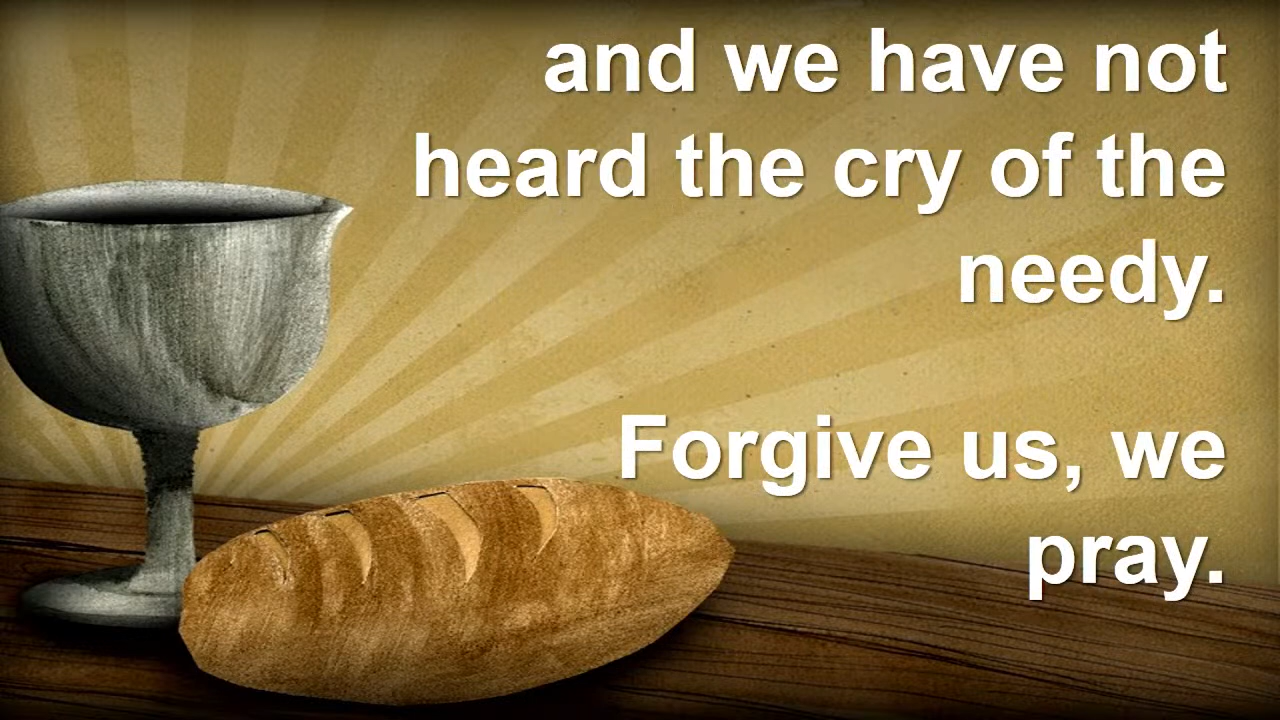 and we have not
heard the cry of the
needy.
Forgive us, we
pray.